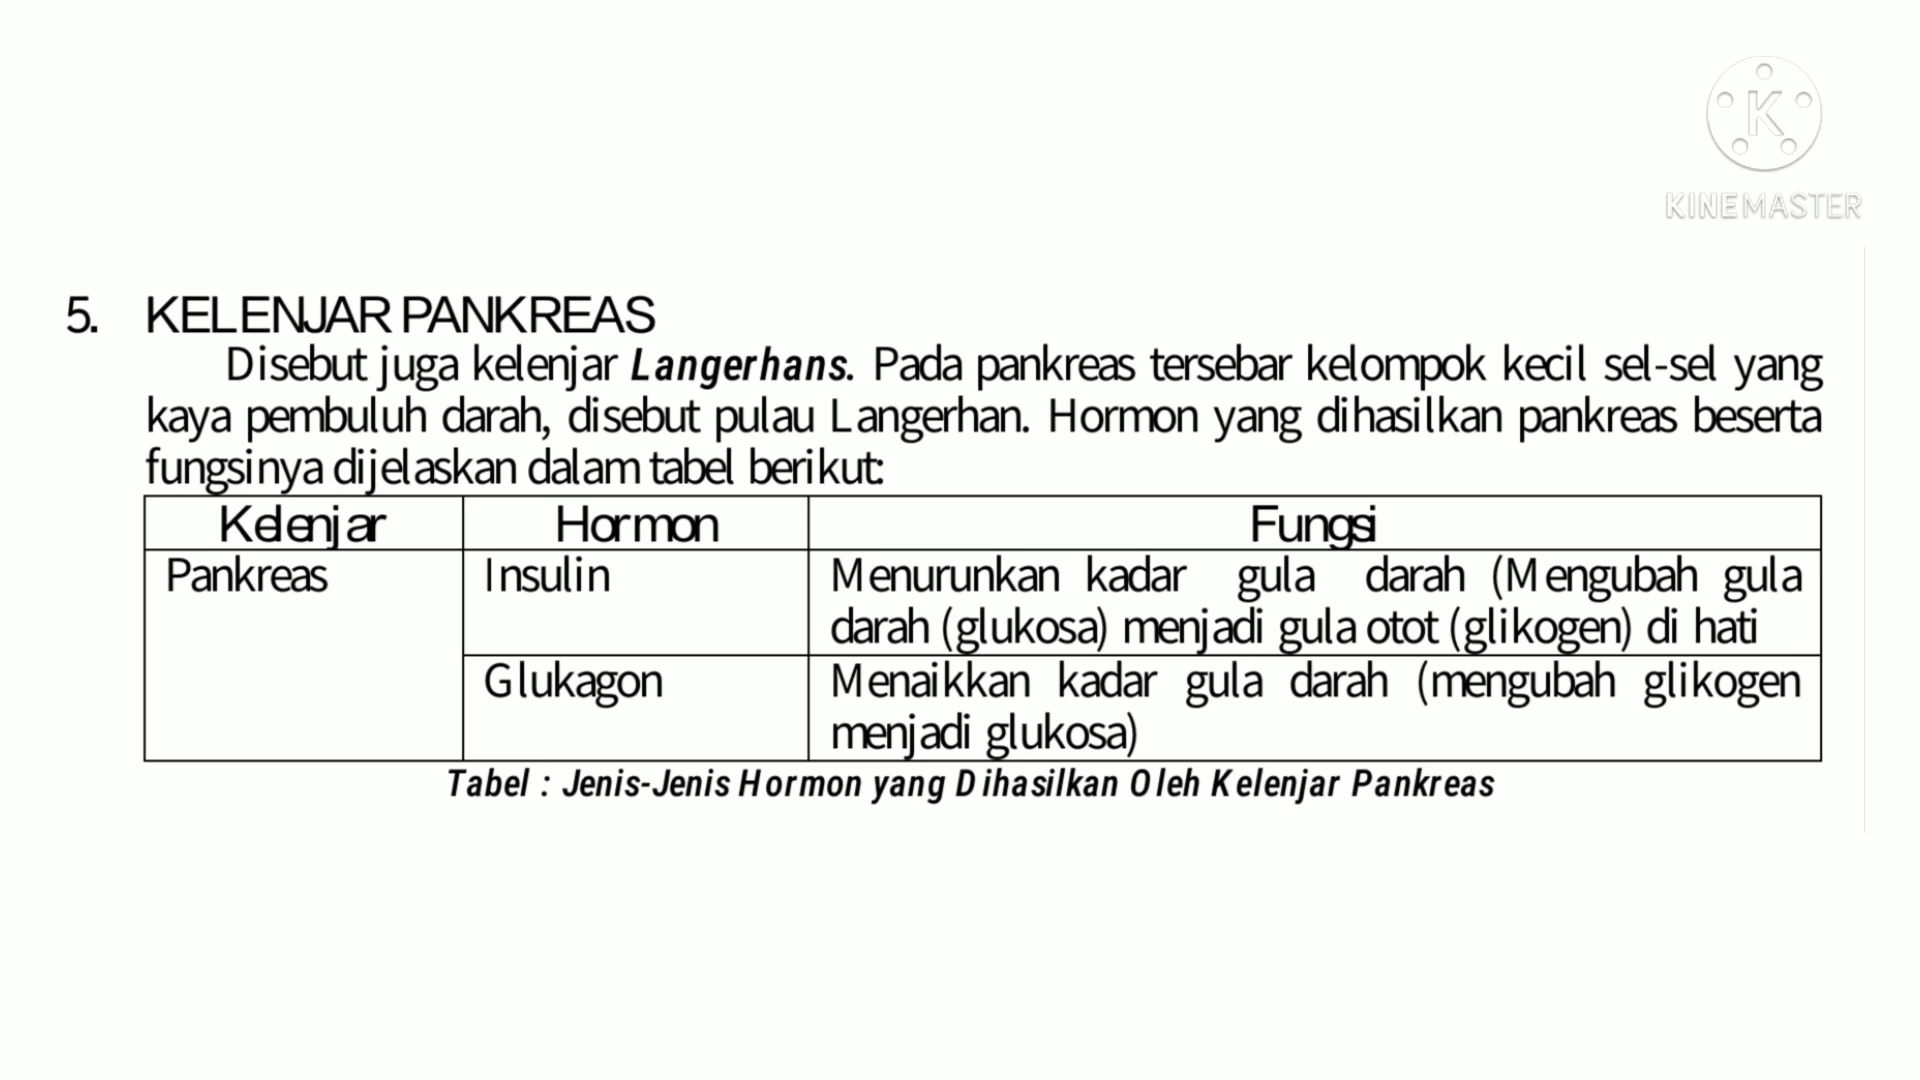 KINEMASTER
5. KELENJAR PANKREAS
Disebut juga kelenjar Langerhans. Pada pankreas tersebar kelompok kecil sel-sel yang
kaya pembuluh darah, disebut pulau Langerhan. Hormon yang dihasilkan pankreas beserta
fungsinya dijelaskan dalam tabel berikut:
Kelenjar Hormon Fungsi
Pankreas Insulin Menurunkan kadar gula darah (Mengubah gula
darah (glukosa) menjadi gula otot (glikogen) di hati
Glukagon Menaikkan kadar gula darah (mengubah glikogen
menjadi glukosa)
Tabel : Jenis-Jenis Hormon yang Dihasilkan Oleh Kelenjar Pankreas